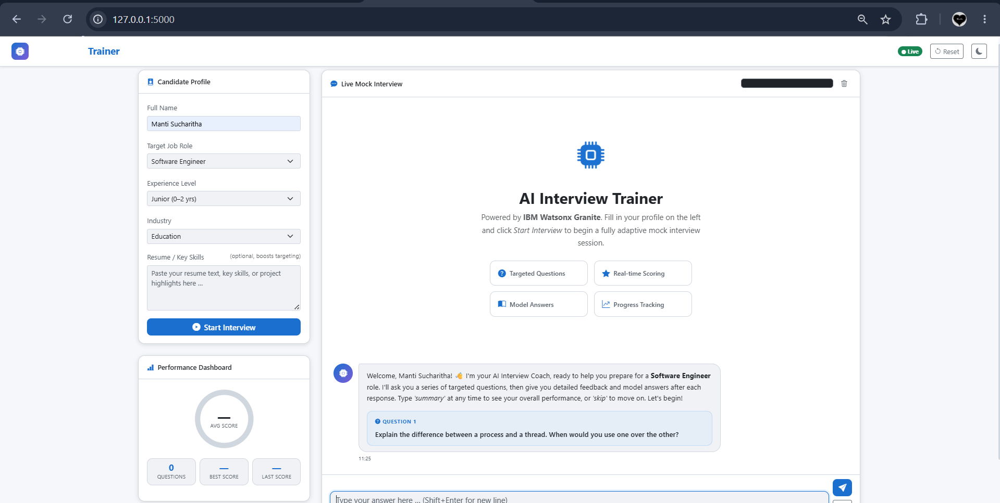 127.0.0.1:5000
Trainer
Live
Reset
Candidate Profile
Full Name
Manti Sucharitha
Target Job Role
Software Engineer
Experience Level
Junior (0–2 yrs)
Industry
Education
Resume / Key Skills (optional, boosts targeting)
Paste your resume text, key skills, or project
highlights here ...
Start Interview
Performance Dashboard
—
AVG SCORE
0
QUESTIONS
—
BEST SCORE
—
LAST SCORE
Live Mock Interview
AI Interview Trainer
Powered by IBM Watsonx Granite. Fill in your profile on the left
and click Start Interview to begin a fully adaptive mock interview
session.
Targeted Questions
Real-time Scoring
Model Answers
Progress Tracking
Welcome, Manti Sucharitha! 👋 I'm your AI Interview Coach, ready to help you prepare for a Software Engineer
role. I'll ask you a series of targeted questions, then give you detailed feedback and model answers after each
response. Type 'summary' at any time to see your overall performance, or 'skip' to move on. Let's begin!
QUESTION 1
Explain the difference between a process and a thread. When would you use one over the other?
11:25
Type your answer here ... (Shift+Enter for new line)